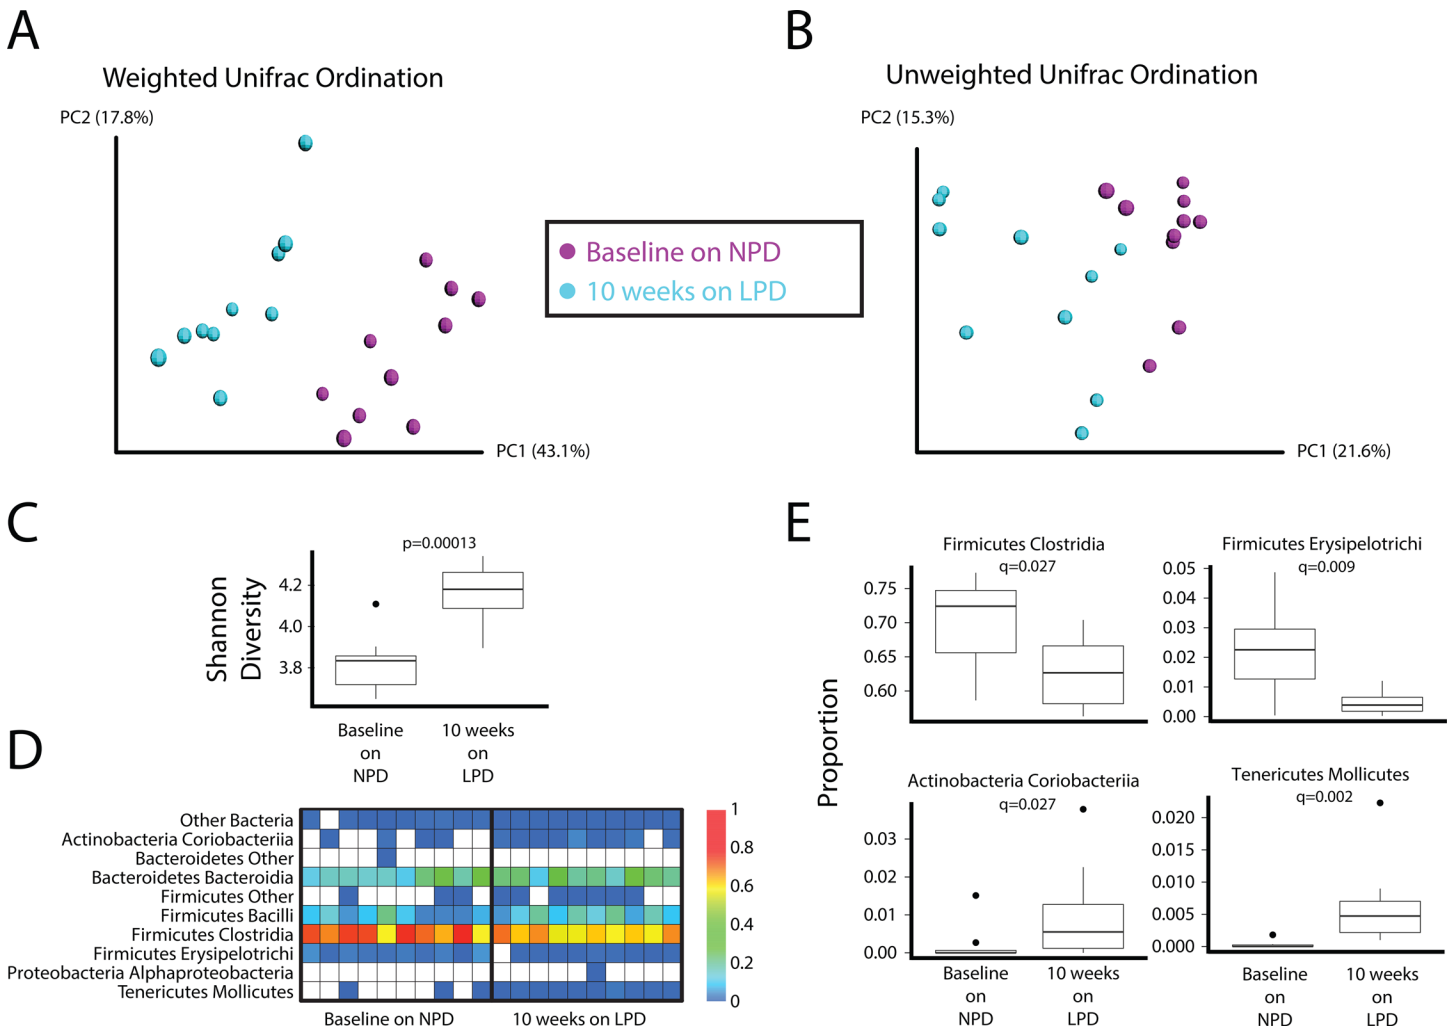 A
Weighted Unifrac Ordination
PC2 (17.8%)
PC1 (43.1%)
Baseline on NPD
10 weeks on LPD
B
Unweighted Unifrac Ordination
PC2 (15.3%)
PC1 (21.6%)
C
p=0.00013
Shannon
Diversity
4.2
4.0
3.8
Baseline
on
NPD
10 weeks
on
LPD
D
Other Bacteria
Actinobacteria Coriobacteriia
Bacteroidetes Other
Bacteroidetes Bacteroidia
Firmicutes Other
Firmicutes Bacilli
Firmicutes Clostridia
Firmicutes Erysipelotrichi
Proteobacteria Alphaproteobacteria
Tenericutes Mollicutes
Baseline on NPD
10 weeks on LPD
1
0.8
0.6
0.4
0.2
0
E
Proportion
Firmicutes Clostridia
q=0.027
0.75
0.70
0.65
0.60
Firmicutes Erysipelotrichi
q=0.009
0.05
0.04
0.03
0.02
0.01
0.00
Actinobacteria Coriobacteriia
q=0.027
0.03
0.02
0.01
0.00
Baseline
on
NPD
10 weeks
on
LPD
Tenericutes Mollicutes
q=0.002
0.020
0.015
0.010
0.005
0.000
Baseline
on
NPD
10 weeks
on
LPD